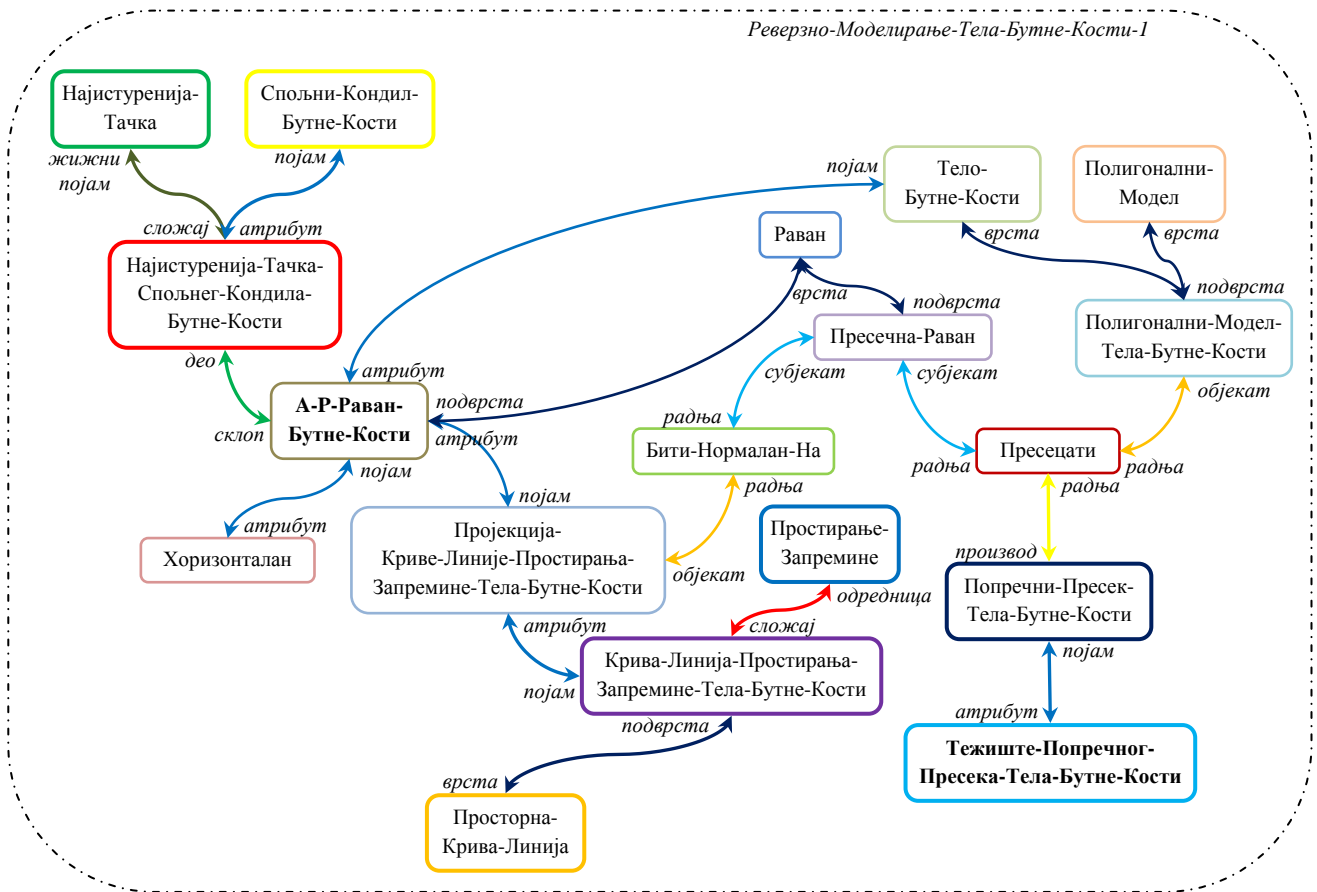 Реверзно-Моделирање-Тела-Бутне-Кости-1
Најистуренија-
Тачка
Спољни-Кондил-
Бутне-Кости
жижни
појам
појам
појам
Тело-
Бутне-Кости
Полигонални-
Модел
врста
врста
сложај
атрибут
Раван
Најистуренија-Тачка-
Спољнег-Кондила-
Бутне-Кости
врста
подврста
подврста
Пресечна-Раван
Полигонални-Модел-
Тела-Бутне-Кости
део
атрибут
субјекат
субјекат
објекат
подврста
А-Р-Раван-
Бутне-Кости
склоп
атрибут
радња
Бити-Нормалан-На
Пресецати
радња
радња
појам
радња
радња
појам
атрибут
Хоризонталан
Пројекција-
Криве-Линије-Простирања-
Запремине-Тела-Бутне-Кости
Простирање-
Запремине
објекат
производ
одредница
Попречни-Пресек-
Тела-Бутне-Кости
атрибут
сложај
појам
Крива-Линија-Простирања-
Запремине-Тела-Бутне-Кости
појам
подврста
атрибут
Тежиште-Попречног-
Пресека-Тела-Бутне-Кости
врста
Просторна-
Крива-Линија